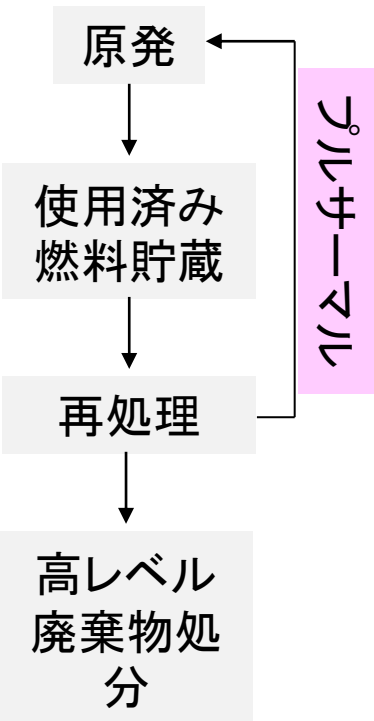 原発
プルサーマル
使用済み
燃料貯蔵
再処理
高レベル
廃棄物処
分